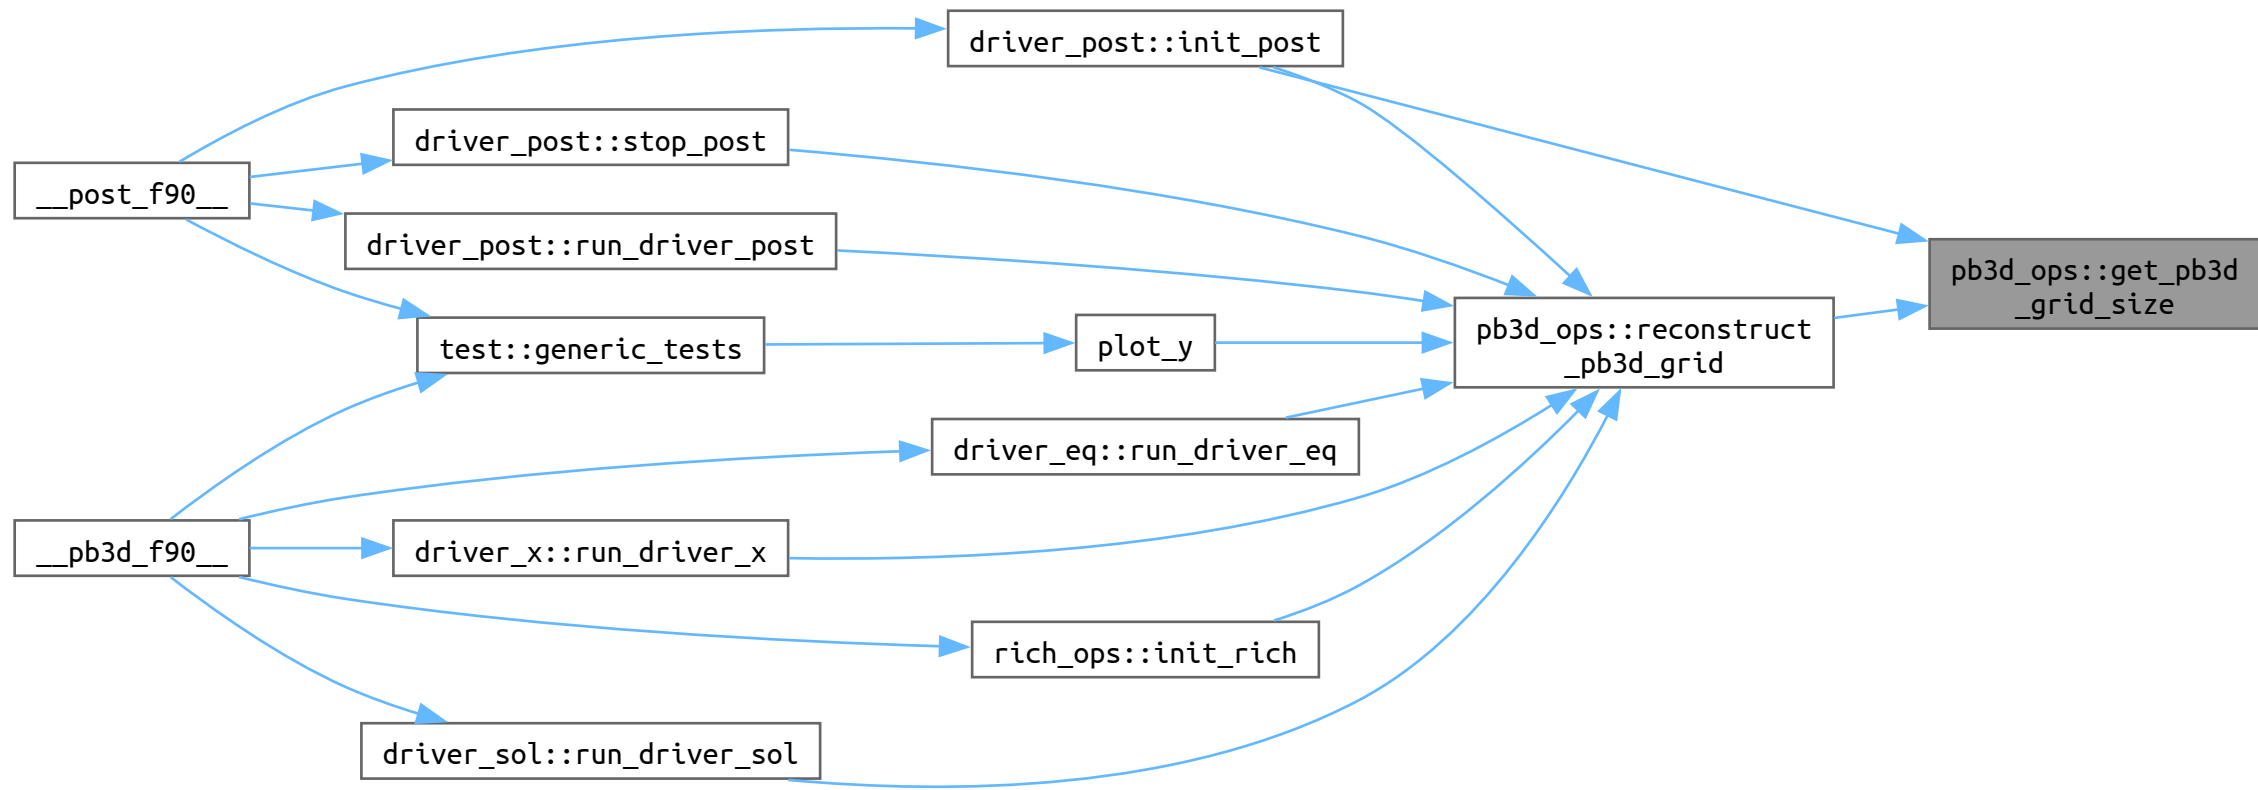 driver_post::init_post
driver_post::stop_post
__post_f90__
driver_post::run_driver_post
pb3d_ops::get_pb3d
_grid_size
test::generic_tests
plot_y
pb3d_ops::reconstruct
_pb3d_grid
driver_eq::run_driver_eq
__pb3d_f90__
driver_x::run_driver_x
rich_ops::init_rich
driver_sol::run_driver_sol